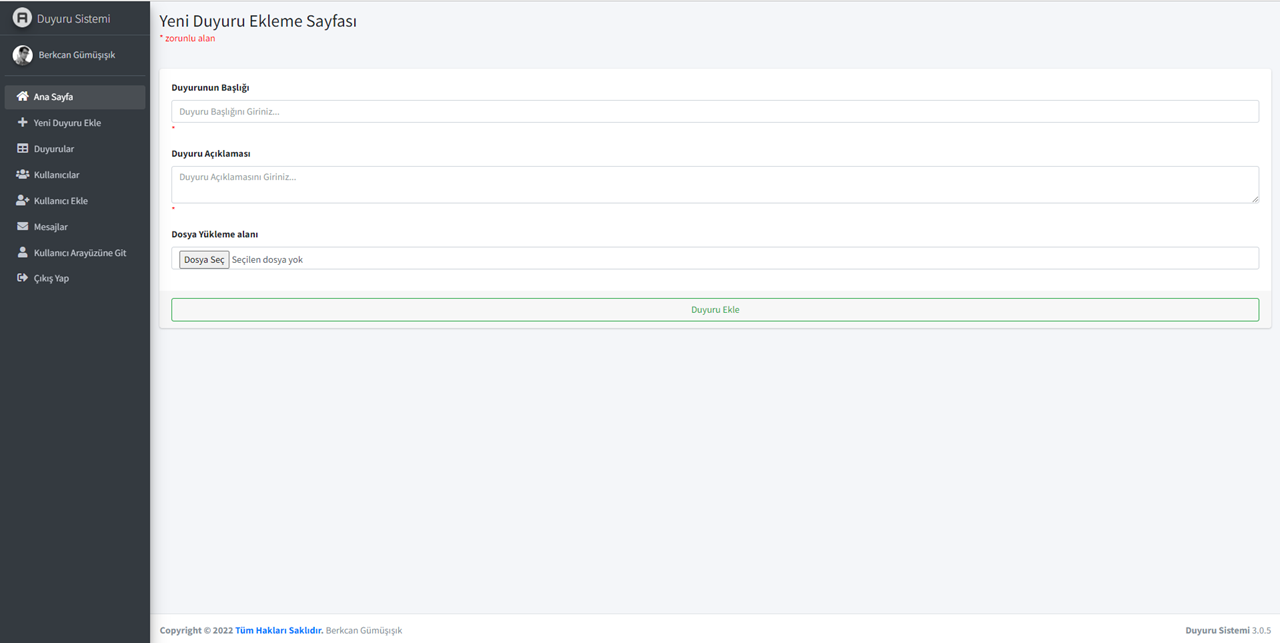 Duyuru Sistemi
Berkcan Gümüşışık
Ana Sayfa
Yeni Duyuru Ekle
Duyurular
Kullanıcılar
Kullanıcı Ekle
Mesajlar
Kullanıcı Arayüzüne Git
Çıkış Yap
Yeni Duyuru Ekleme Sayfası
* zorunlu alan
Duyurunun Başlığı
Duyuru Başlığını Giriniz...
*
Duyuru Açıklaması
Duyuru Açıklamasını Giriniz...
*
Dosya Yükleme alanı
Dosya Seç Seçilen dosya yok
Duyuru Ekle
Copyright © 2022 Tüm Hakları Saklıdır. Berkcan Gümüşışık
Duyuru Sistemi 3.0.5